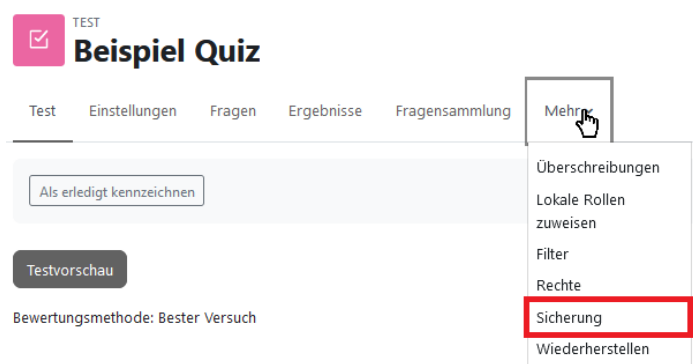 TEST
Beispiel Quiz
Test Einstellungen Fragen Ergebnisse Fragensammlung Mehr
Überschreibungen
Als erledigt kennzeichnen
Lokale Rollen
zuweisen
Filter
Testvorschau
Rechte
Bewertungsmethode: Bester Versuch
Sicherung
Wiederherstellen